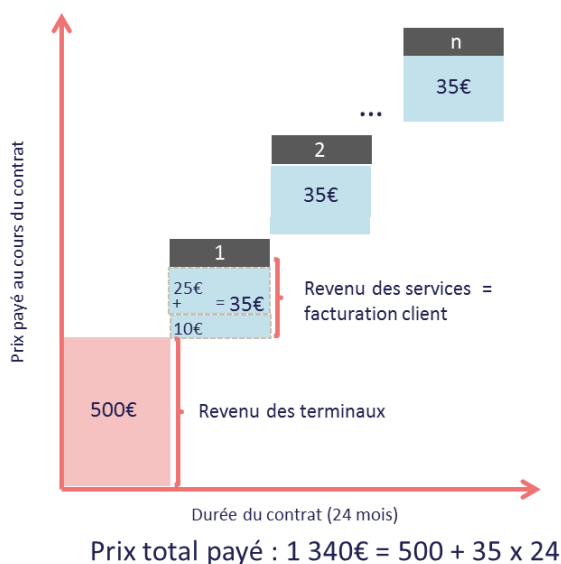 Prix payé au cours du contrat
n
35€
...
2
35€
1
25€
+ = 35€
10€
Revenu des services =
facturation client
500€
Revenu des terminaux
Durée du contrat (24 mois)
Prix total payé : 1 340€ = 500 + 35 x 24